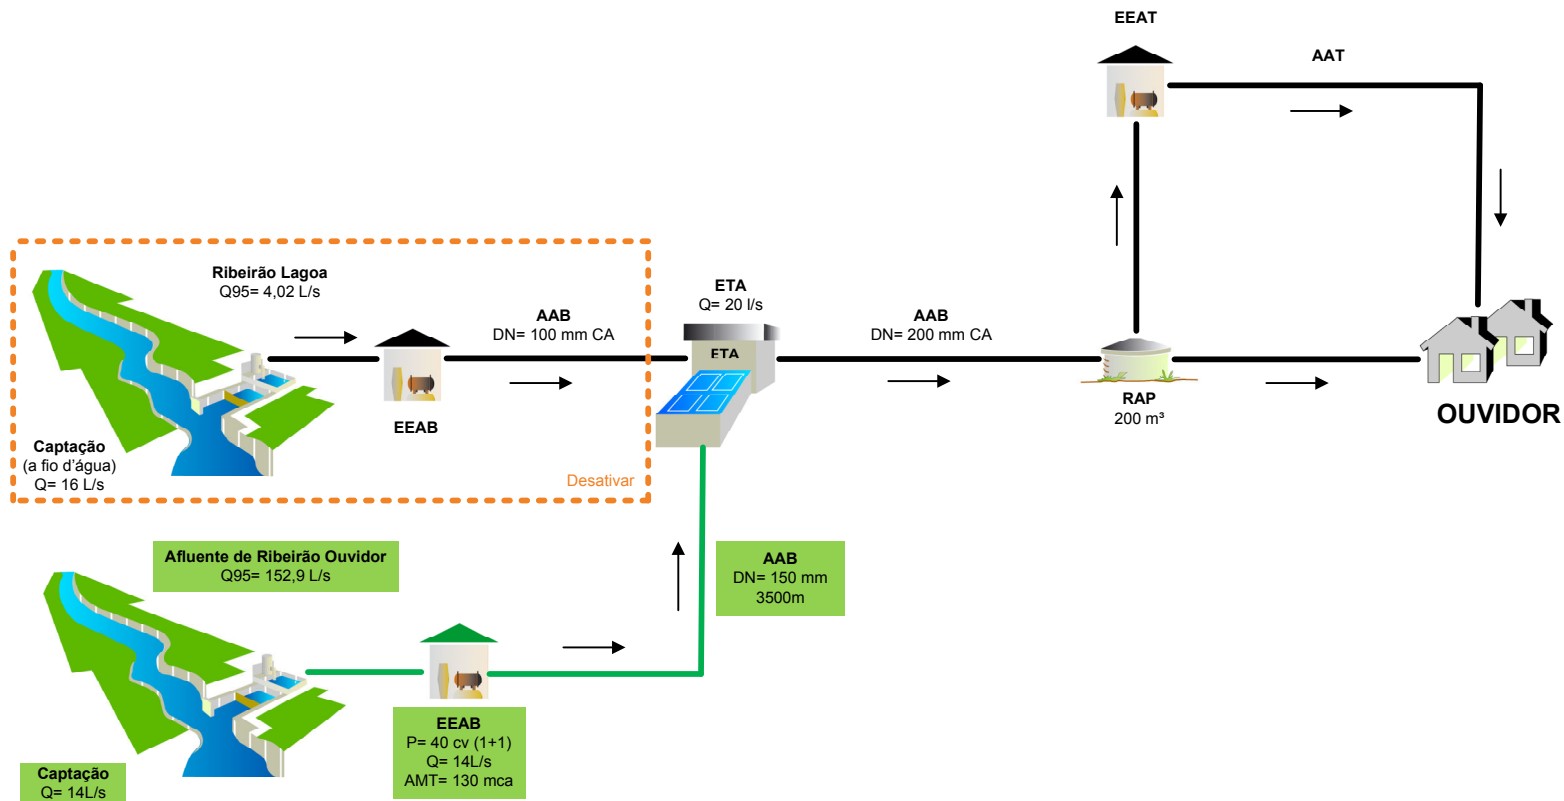 EEAT
AAT
Ribeirão Lagoa
Q95= 4,02 L/s
AAB
DN= 100 mm CA
ETA
Q= 20 l/s
ETA
AAB
DN= 200 mm CA
EEAB
RAP
200 m³
OUVIDOR
Captação
(a fio d’água)
Q= 16 L/s
Desativar
Afluente de Ribeirão Ouvidor
Q95= 152,9 L/s
AAB
DN= 150 mm
3500m
EEAB
P= 40 cv (1+1)
Q= 14L/s
AMT= 130 mca
Captação
Q= 14L/s